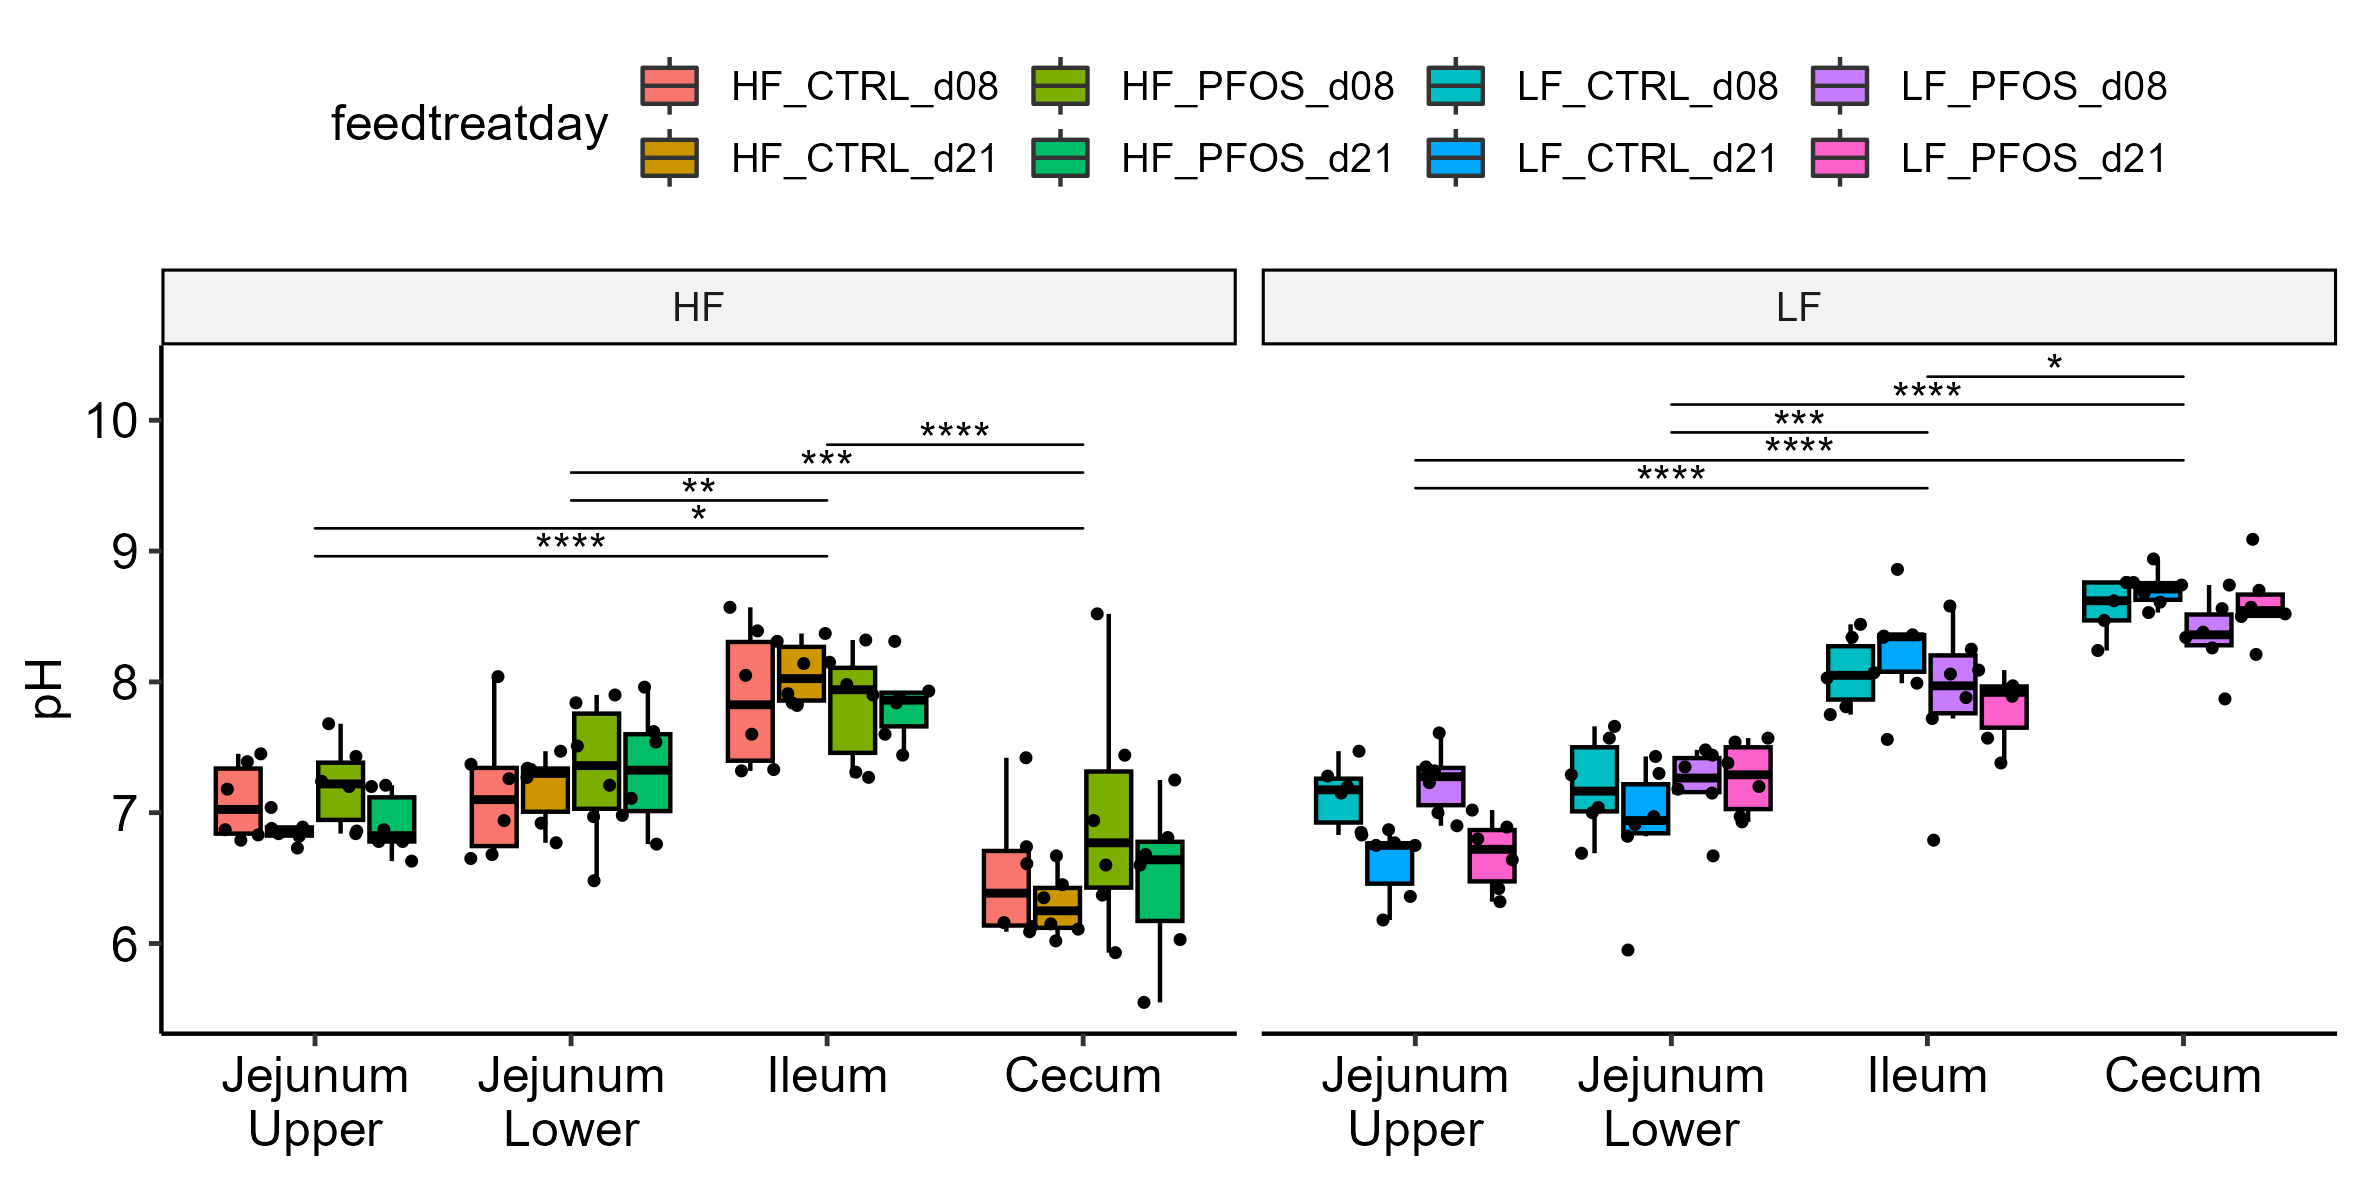 feedtreatday
HF_CTRL_d08 HF_PFOS_d08 LF_CTRL_d08 LF_PFOS_d08
HF_CTRL_d21 HF_PFOS_d21 LF_CTRL_d21 LF_PFOS_d21
HF LF
*
****
***
****
****
****
***
**
*
****
pH
10
9
8
7
6
Jejunum Upper
Jejunum Lower
Ileum
Cecum
Jejunum Upper
Jejunum Lower
Ileum
Cecum